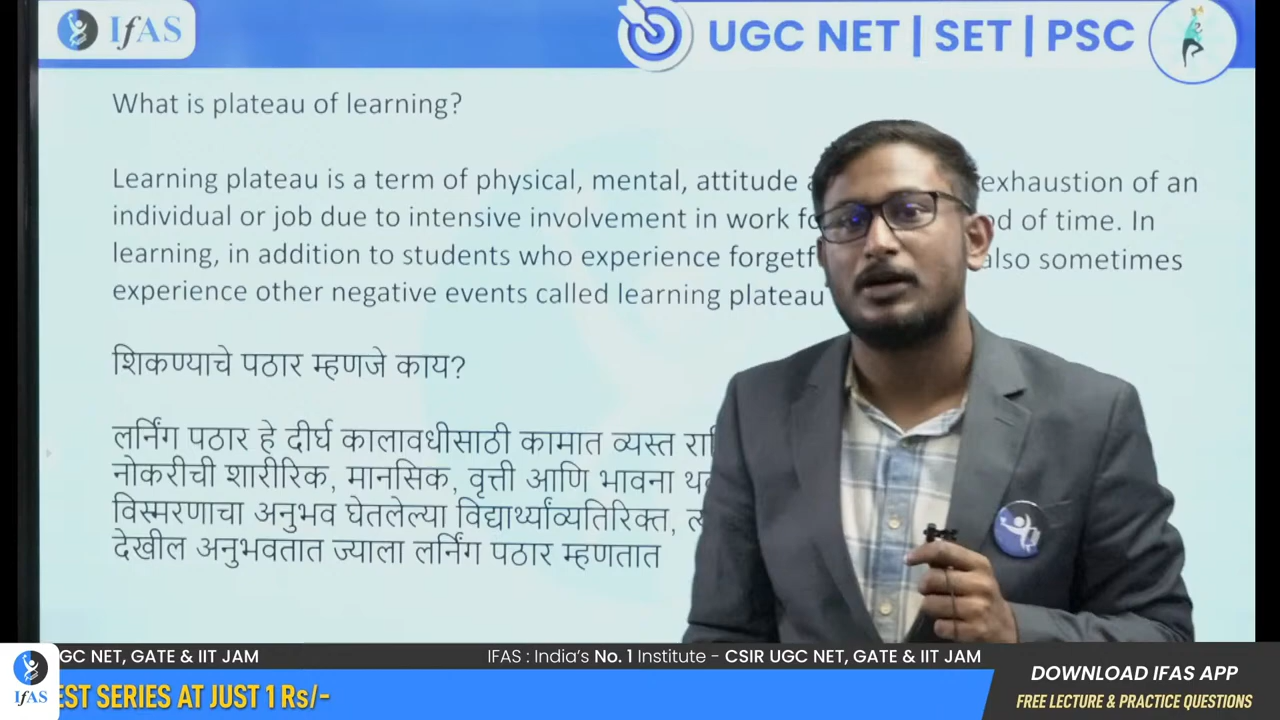 IfAS
UGC NET | SET | PSC
What is plateau of learning?
Learning plateau is a term of physical, mental, attitude exhaustion of an
individual or job due to intensive involvement in work of time. In
learning, in addition to students who experience also sometimes
experience other negative events called learning plateau
शिकण्याचे पठार म्हणजे काय?
लर्निंग पठार हे दीर्घ कालावधीसाठी कामात व्यस्त
नोकरीची शारीरिक, मानसिक, वृत्ती आणि भावना
विस्मरणाचा अनुभव घेतलेल्या विद्यार्थ्यांव्यतिरिक्त,
देखील अनुभवतात ज्याला लर्निंग पठार म्हणतात
GC NET, GATE & IIT JAM
IFAS : India's No. 1 Institute - CSIR UGC NET, GATE & IIT JAM
DOWNLOAD IFAS APP
IfAS
EST SERIES AT JUST 1 Rs/-
FREE LECTURE & PRACTICE QUESTIONS